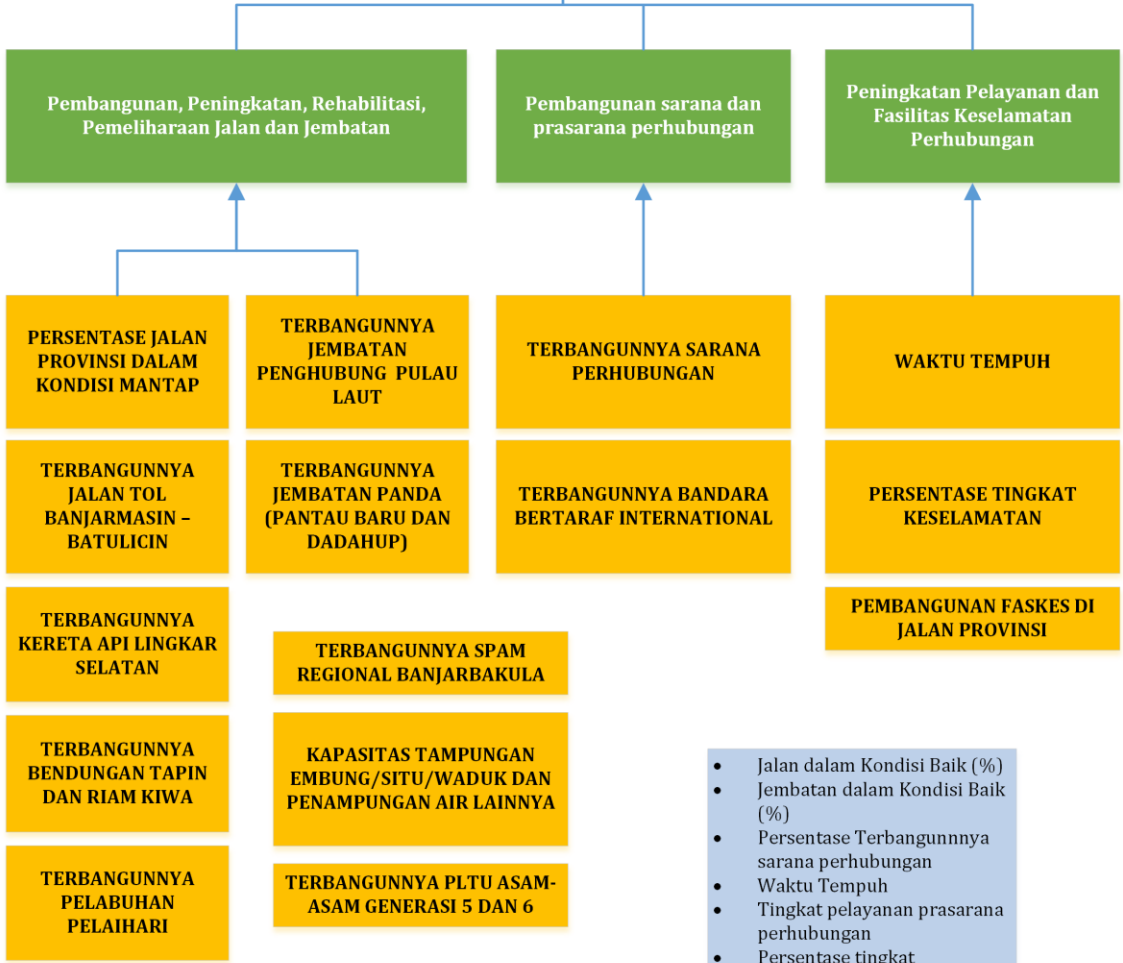 Pembangunan, Peningkatan, Rehabilitasi,
Pemeliharaan Jalan dan Jembatan
Pembangunan sarana dan
prasarana perhubungan
Peningkatan Pelayanan dan
Fasilitas Keselamatan
Perhubungan
PERSENTASE JALAN
PROVINSI DALAM
KONDISI MANTAP
TERBANGUNNYA
JEMBATAN
PENGHUBUNG PULAU
LAUT
TERBANGUNNYA SARANA
PERHUBUNGAN
WAKTU TEMPUH
TERBANGUNNYA
JALAN TOL
BANJARMASIN –
BATULICIN
TERBANGUNNYA
JEMBATAN PANDA
(PANTAU BARU DAN
DADAHUP)
TERBANGUNNYA BANDARA
BERTARAF INTERNATIONAL
PERSENTASE TINGKAT
KESELAMATAN
TERBANGUNNYA
KERETA API LINGKAR
SELATAN
TERBANGUNNYA SPAM
REGIONAL BANJARBAKULA
PEMBANGUNAN FASKES DI
JALAN PROVINSI
TERBANGUNNYA
BENDUNGAN TAPIN
DAN RIAM KIWA
KAPASITAS TAMPUNGAN
EMBUNG/SITU/WADUK DAN
PENAMPUNGAN AIR LAINNYA
TERBANGUNNYA
PELABUHAN
PELAIHARI
TERBANGUNNYA PLTU ASAM-
ASAM GENERASI 5 DAN 6
• Jalan dalam Kondisi Baik (%)
• Jembatan dalam Kondisi Baik
(%)
• Persentase Terbangunnnya
sarana perhubungan
• Waktu Tempuh
• Tingkat pelayanan prasarana
perhubungan
• Persentase tingkat